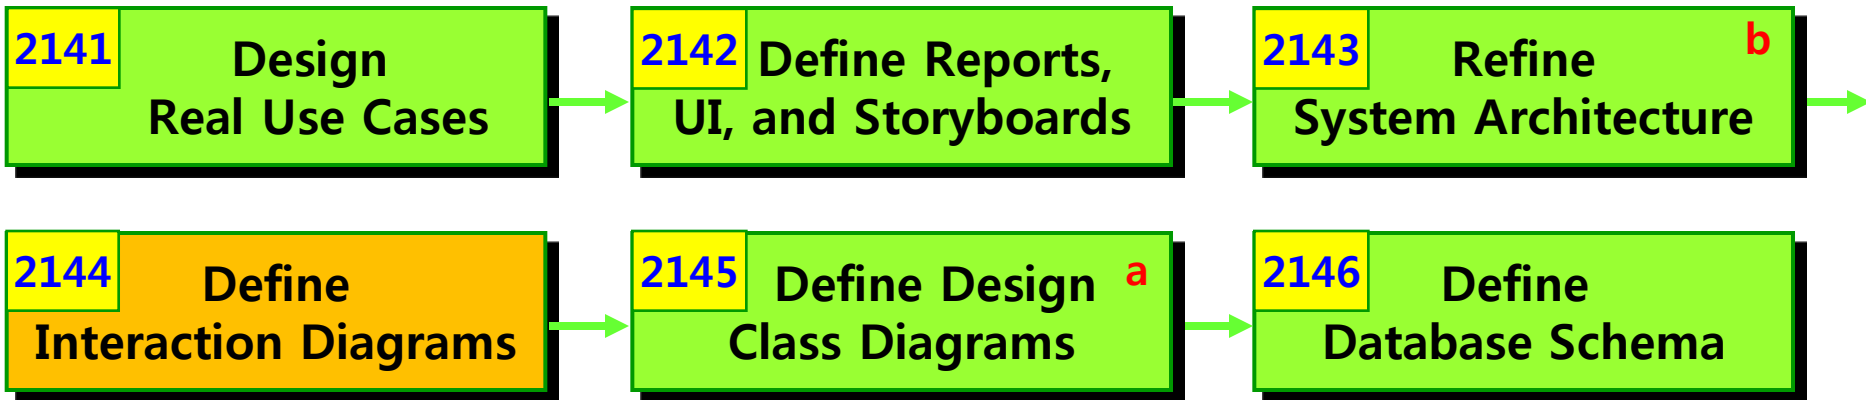 2141
Design
Real Use Cases
2142
Define Reports,
UI, and Storyboards
2143
Refine
b
System Architecture
2144
Define
Interaction Diagrams
2145
Define Design
a
Class Diagrams
2146
Define
Database Schema